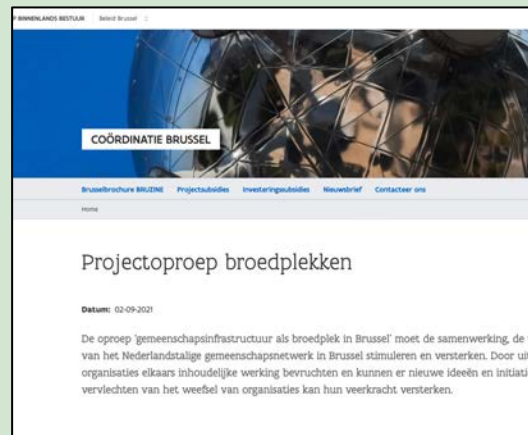 F BINNENLANDS BESTUUR Beleid Brussel
COÖRDINATIE BRUSSEL
Brusselbrochure BRUZINE Projectsubsidies Investeringssubsidies Nieuwsbrief Contacteer ons
Home
Projectoproep broedplekken
Datum: 02-09-2021
De oproep 'gemeenschapsinfrastructuur als broedplek in Brussel' moet de samenwerking, de
van het Nederlandstalige gemeenschapsnetwerk in Brussel stimuleren en versterken. Door ui
organisaties elkaars inhoudelijke werking bevruchten en kunnen er nieuwe ideeën en initiati
vervlechten van het weefsel van organisaties kan hun veerkracht versterken.